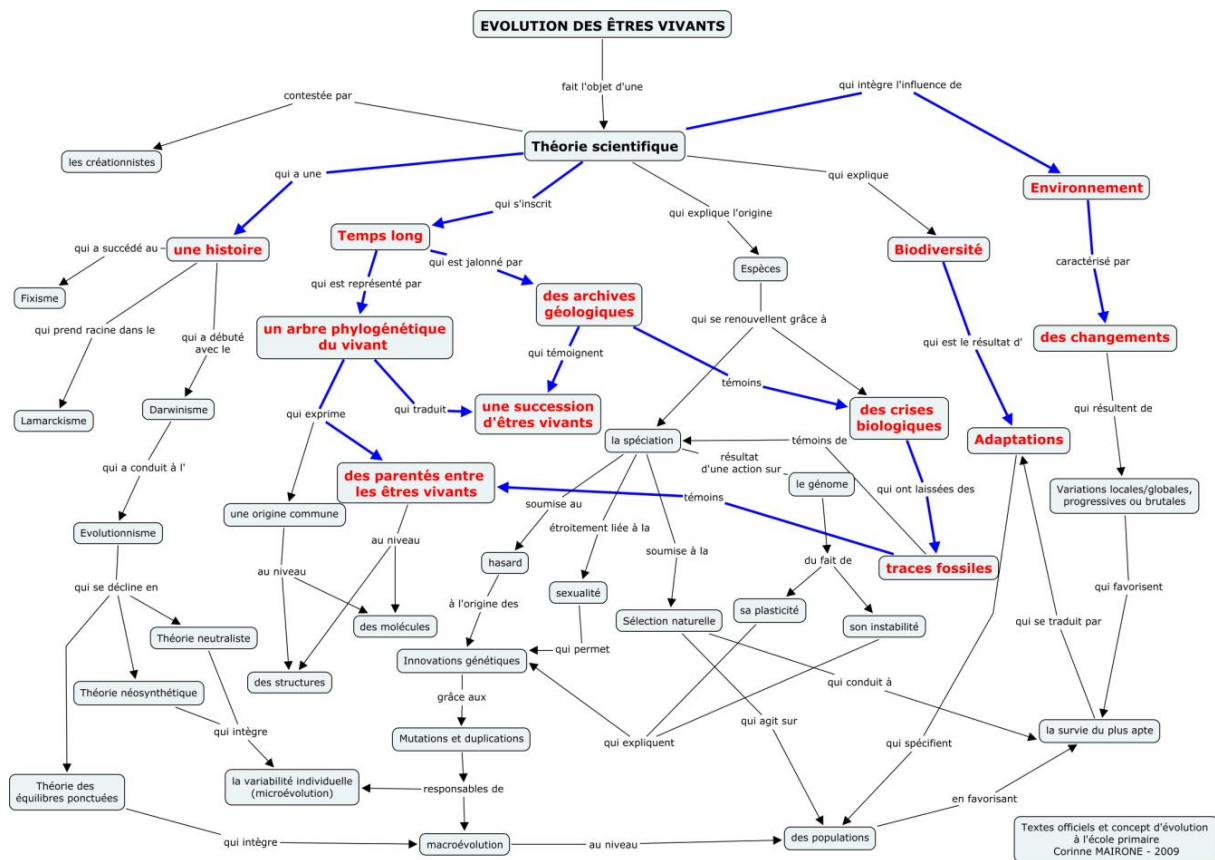 EVOLUTION DES ÊTRES VIVANTS
fait l'objet d'une
qui intègre l'influence de
contestée par
les créationnistes
Théorie scientifique
qui a une
qui s'inscrit
qui explique l'origine
qui explique
Environnement
qui a succédé au
une histoire
Temps long
Biodiversité
caractérisé par
Fixisme
qui est représenté par
qui est jalonné par
Espèces
qui prend racine dans le
qui a débuté
avec le
un arbre phylogénétique
du vivant
des archives
géologiques
qui se renouvellent grâce à
qui est le résultat d'
des changements
qui témoignent
témoins
Lamarckisme
Darwinisme
qui exprime
qui traduit
une succession
d'êtres vivants
des crises
biologiques
qui résultent de
la spéciation
témoins de
Adaptations
qui a conduit à l'
des parentés entre
les êtres vivants
résultat
d'une action sur
le génome
qui ont laissées des
Variations locales/globales,
progressives ou brutales
une origine commune
soumise au
témoins
Evolutionnisme
au niveau
étroitement liée à la
soumise à la
du fait de
traces fossiles
au niveau
hasard
qui se décline en
sexualité
sa plasticité
qui favorisent
à l'origine des
Sélection naturelle
son instabilité
qui se traduit par
Théorie neutraliste
des molécules
qui permet
Innovations génétiques
des structures
Théorie néosynthétique
grâce aux
qui conduit à
qui intègre
Mutations et duplications
qui expliquent
qui agit sur
qui spécifient
la survie du plus apte
Théorie des
équilibres ponctuées
la variabilité individuelle
(microévolution)
responsables de
en favorisant
qui intègre
macroévolution
au niveau
des populations
Textes officiels et concept d'évolution
à l'école primaire
Corinne MAIRONE - 2009